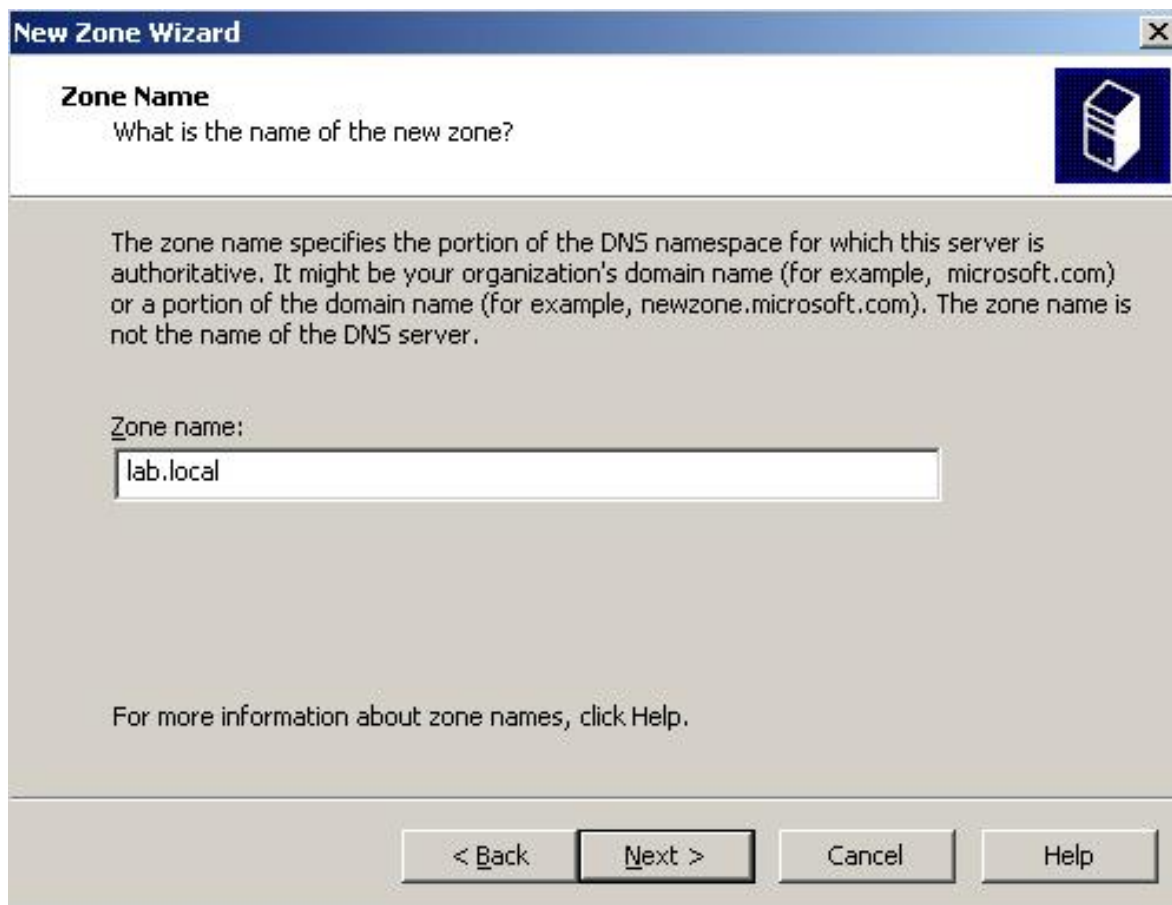 New Zone Wizard
Zone Name
What is the name of the new zone?
The zone name specifies the portion of the DNS namespace for which this server is
authoritative. It might be your organization's domain name (for example,  microsoft.com)
or a portion of the domain name (for example, newzone.microsoft.com). The zone name is
not the name of the DNS server.
Zone name:
lab.local
For more information about zone names, click Help.
< Back
Next >
Cancel
Help